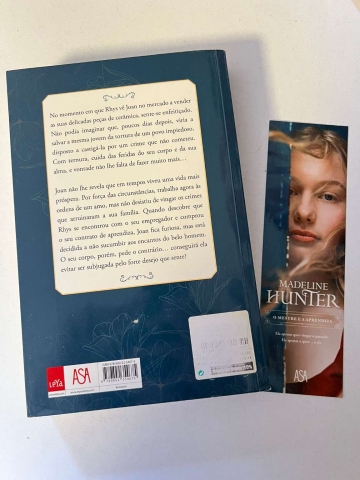 No momento em que Rhys vê Joan no mercado a vender
as suas delicadas peças de cerâmica, sente-se enfeitiçado.
Não podia imaginar que, poucos dias depois, viria a
salvar a mesma jovem da tortura de um povo impiedoso,
disposto a castigá-la por um crime que não cometeu.
Com ternura, cuida das feridas do seu corpo e da sua
alma, e vontade não lhe falta de fazer muito mais...
Joan não lhe revela que em tempos viveu uma vida mais
próspera. Por força das circunstâncias, trabalha agora às
ordens de um amo, mas não desistiu de vingar os crimes
que arruinaram a sua família. Quando descobre que
Rhys se encontrou com o seu empregador e comprou
o seu contrato de aprendiza, Joan fica furiosa, mas está
decidida a não sucumbir aos encantos do belo homem.
O seu corpo, porém, pede o contrário... conseguirá ela
evitar ser subjugada pelo forte desejo que sente?
LEYA
ASA
MADELINE
HUNTER
O MESTRE E A APRENDIZA
ASA